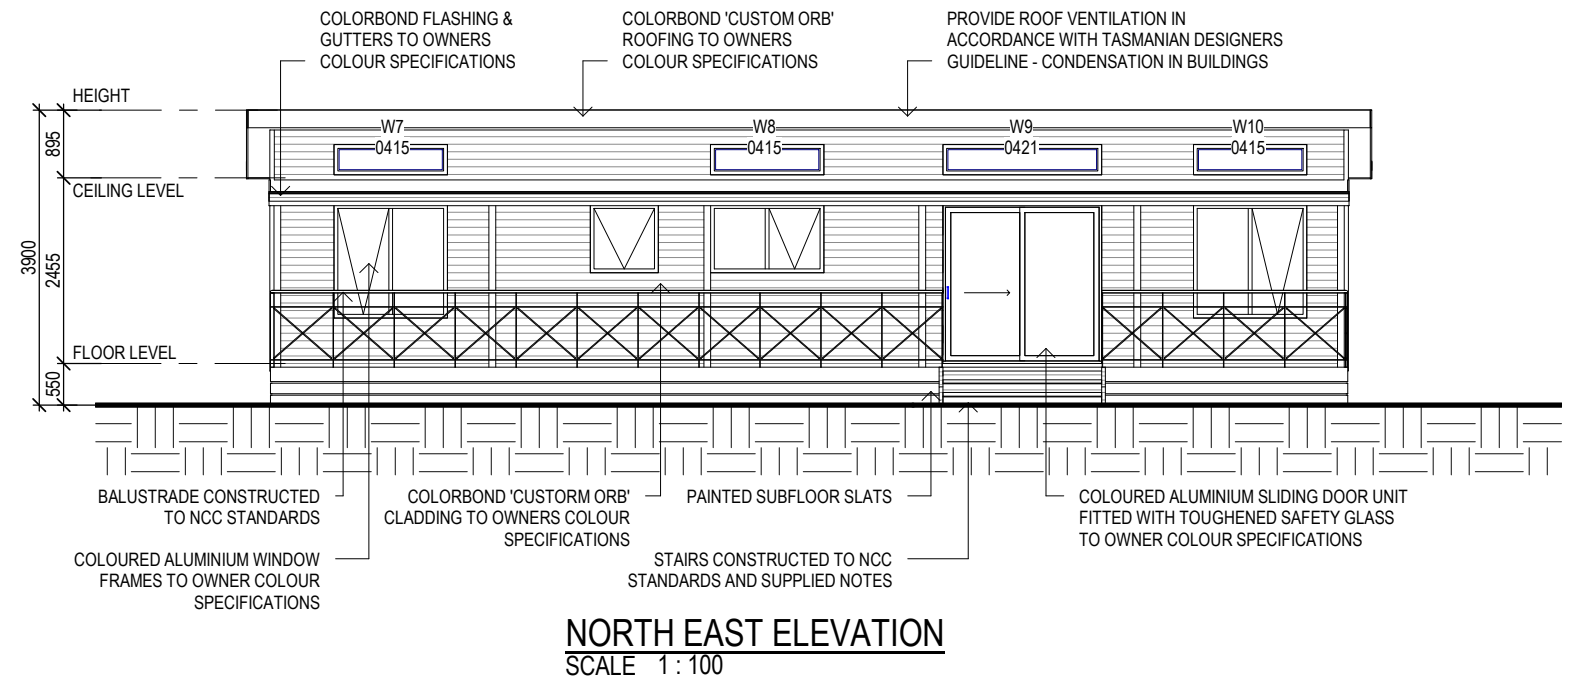 COLORBOND FLASHING &
GUTTERS TO OWNERS
COLOUR SPECIFICATIONS
COLORBOND 'CUSTOM ORB'
ROOFING TO OWNERS
COLOUR SPECIFICATIONS
PROVIDE ROOF VENTILATION IN
ACCORDANCE WITH TASMANIAN DESIGNERS
GUIDELINE - CONDENSATION IN BUILDINGS
HEIGHT
CEILING LEVEL
FLOOR LEVEL
3900
895
2455
550
W7
0415
W8
0415
W9
0421
W10
0415
BALUSTRADE CONSTRUCTED
TO NCC STANDARDS
COLOURED ALUMINIUM WINDOW
FRAMES TO OWNER COLOUR
SPECIFICATIONS
COLORBOND 'CUSTORM ORB'
CLADDING TO OWNERS COLOUR
SPECIFICATIONS
PAINTED SUBFLOOR SLATS
STAIRS CONSTRUCTED TO NCC
STANDARDS AND SUPPLIED NOTES
COLOURED ALUMINIUM SLIDING DOOR UNIT
FITTED WITH TOUGHENED SAFETY GLASS
TO OWNER COLOUR SPECIFICATIONS
NORTH EAST ELEVATION
SCALE 1 : 100